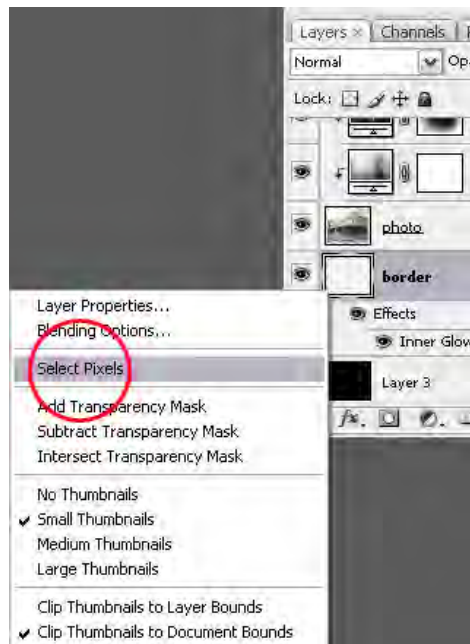 Layers × Channels
Normal
Lock:
photo
border
Effects
Inner Glow
Layer 3
Layer Properties...
Blending Options...
Select Pixels
Add Transparency Mask
Subtract Transparency Mask
Intersect Transparency Mask
No Thumbnails
Small Thumbnails
Medium Thumbnails
Large Thumbnails
Clip Thumbnails to Layer Bounds
Clip Thumbnails to Document Bounds